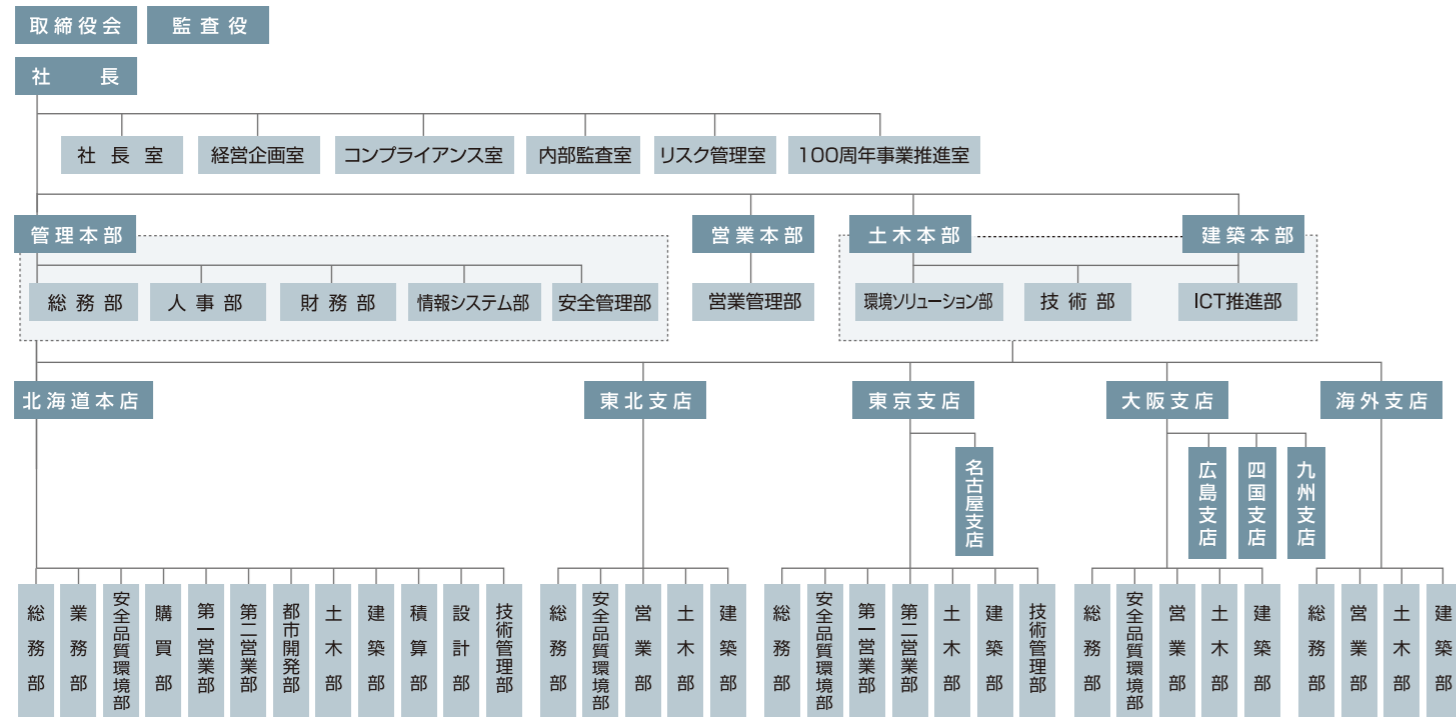 取締役会 監査役
社 長
社長室 経営企画室 コンプライアンス室 内部監査室 リスク管理室 100周年事業推進室
管理本部 営業本部 土木本部 建築本部
総務部 人事部 財務部 情報システム部 安全管理部 営業管理部 環境ソリューション部 技術部 ICT推進部
北海道本店 東北支店 東京支店 大阪支店 海外支店
名古屋支店
広島支店
四国支店
九州支店
総務部
業務部
安全品質環境部
購買部
第一営業部
第二営業部
都市開発部
土木部
建築部
積算部
設計部
技術管理部
総務部
安全品質環境部
営業部
土木部
建築部
総務部
安全品質環境部
第一営業部
第二営業部
土木部
建築部
技術管理部
総務部
安全品質環境部
営業部
土木部
建築部
総務部
営業部
土木部
建築部